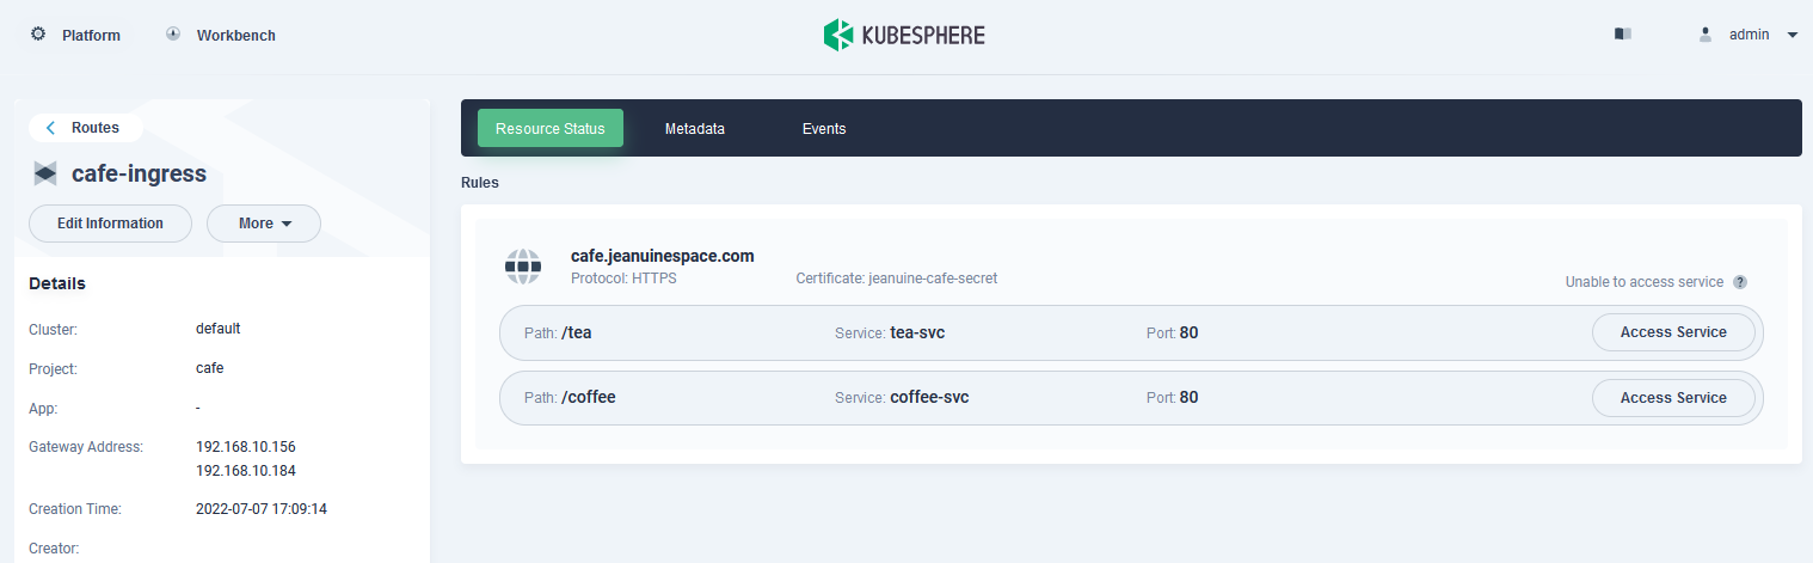 Platform
Workbench
KUBESPHERE
admin
Routes
cafe-ingress
Edit Information
More
Details
Cluster: default
Project: cafe
App: -
Gateway Address: 192.168.10.156
192.168.10.184
Creation Time: 2022-07-07 17:09:14
Creator:
Resource Status
Metadata
Events
Rules
cafe.jeanuinespace.com
Protocol: HTTPS
Certificate: jeanuine-cafe-secret
Unable to access service ?
Path: /tea Service: tea-svc Port: 80 Access Service
Path: /coffee Service: coffee-svc Port: 80 Access Service